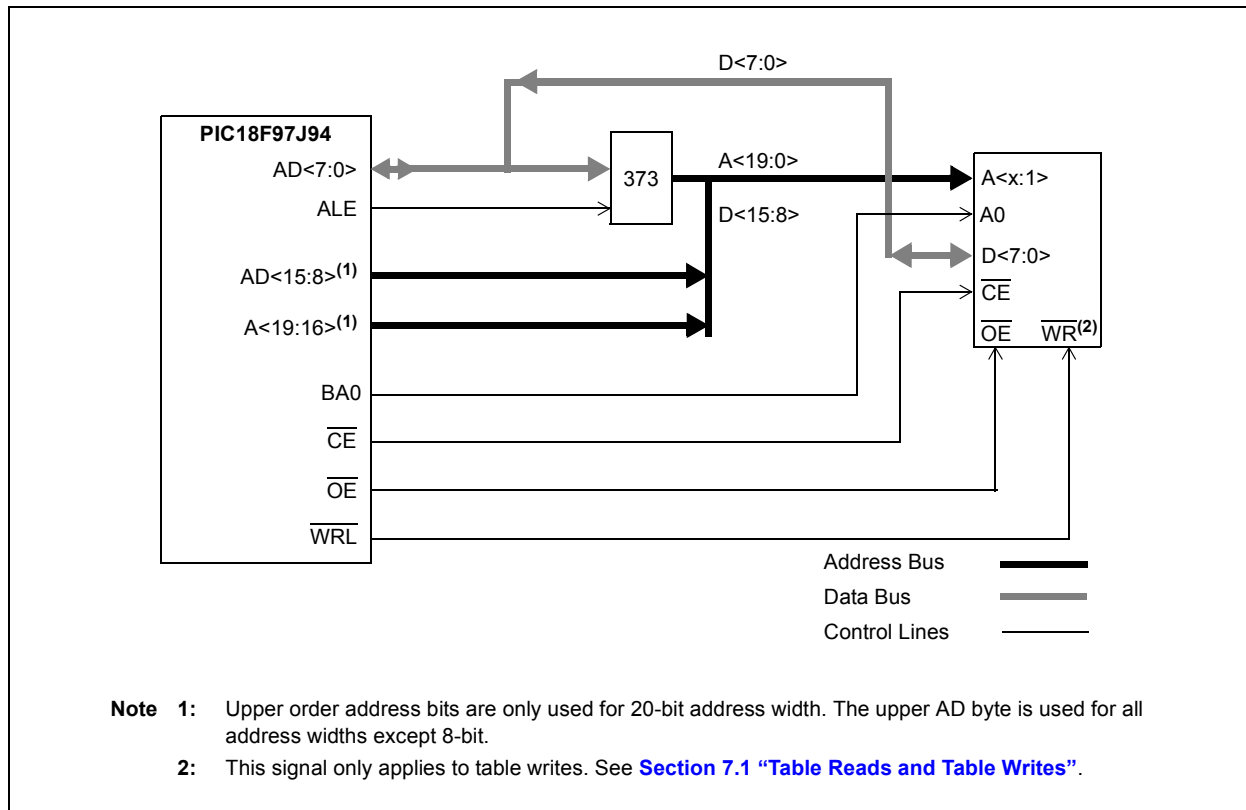 D<7:0>
PIC18F97J94
AD<7:0>
373
A<19:0>
A<x:1>
ALE
D<15:8>
A0
AD<15:8>(1)
D<7:0>
CE
A<19:16>(1)
OE
WR(2)
BA0
CE
OE
WRL
Address Bus
Data Bus
Control Lines
Note 1: Upper order address bits are only used for 20-bit address width. The upper AD byte is used for all
address widths except 8-bit.
2: This signal only applies to table writes. See Section 7.1 “Table Reads and Table Writes”.